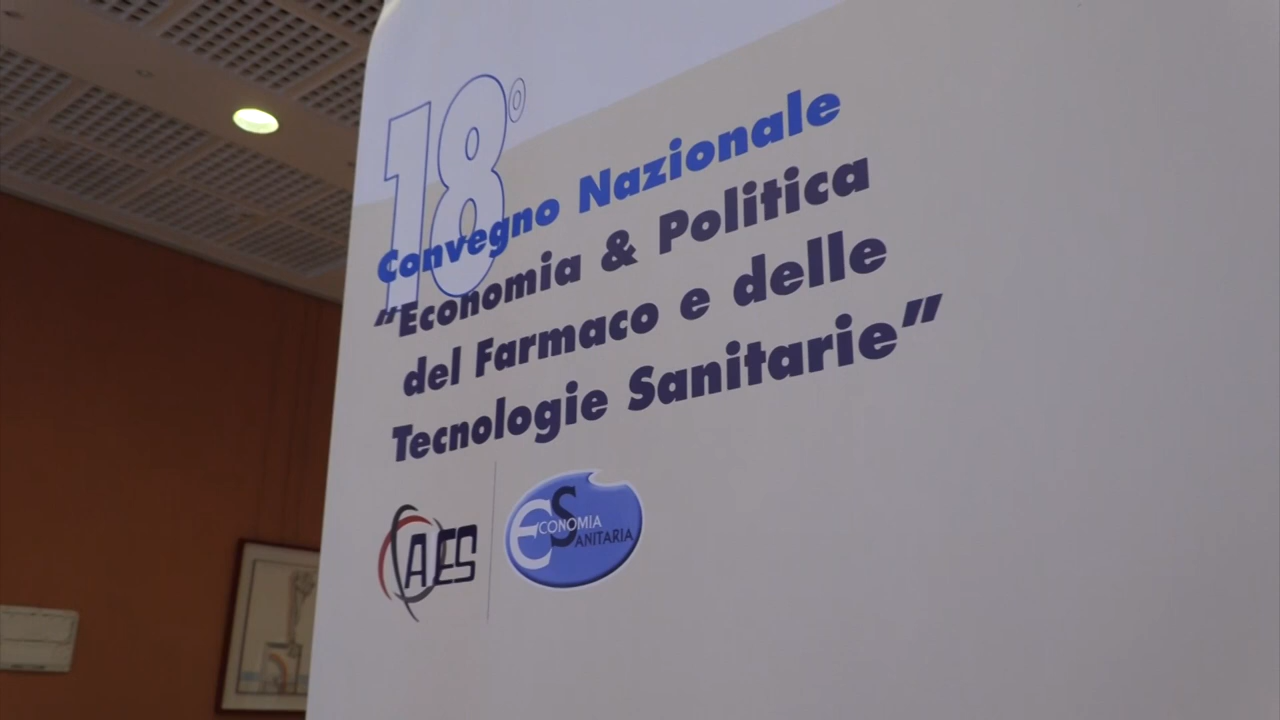 18°
Convegno Nazionale
"Economia & Politica
del Farmaco e delle
Tecnologie Sanitarie"
AES
ECONOMIA
SANITARIA